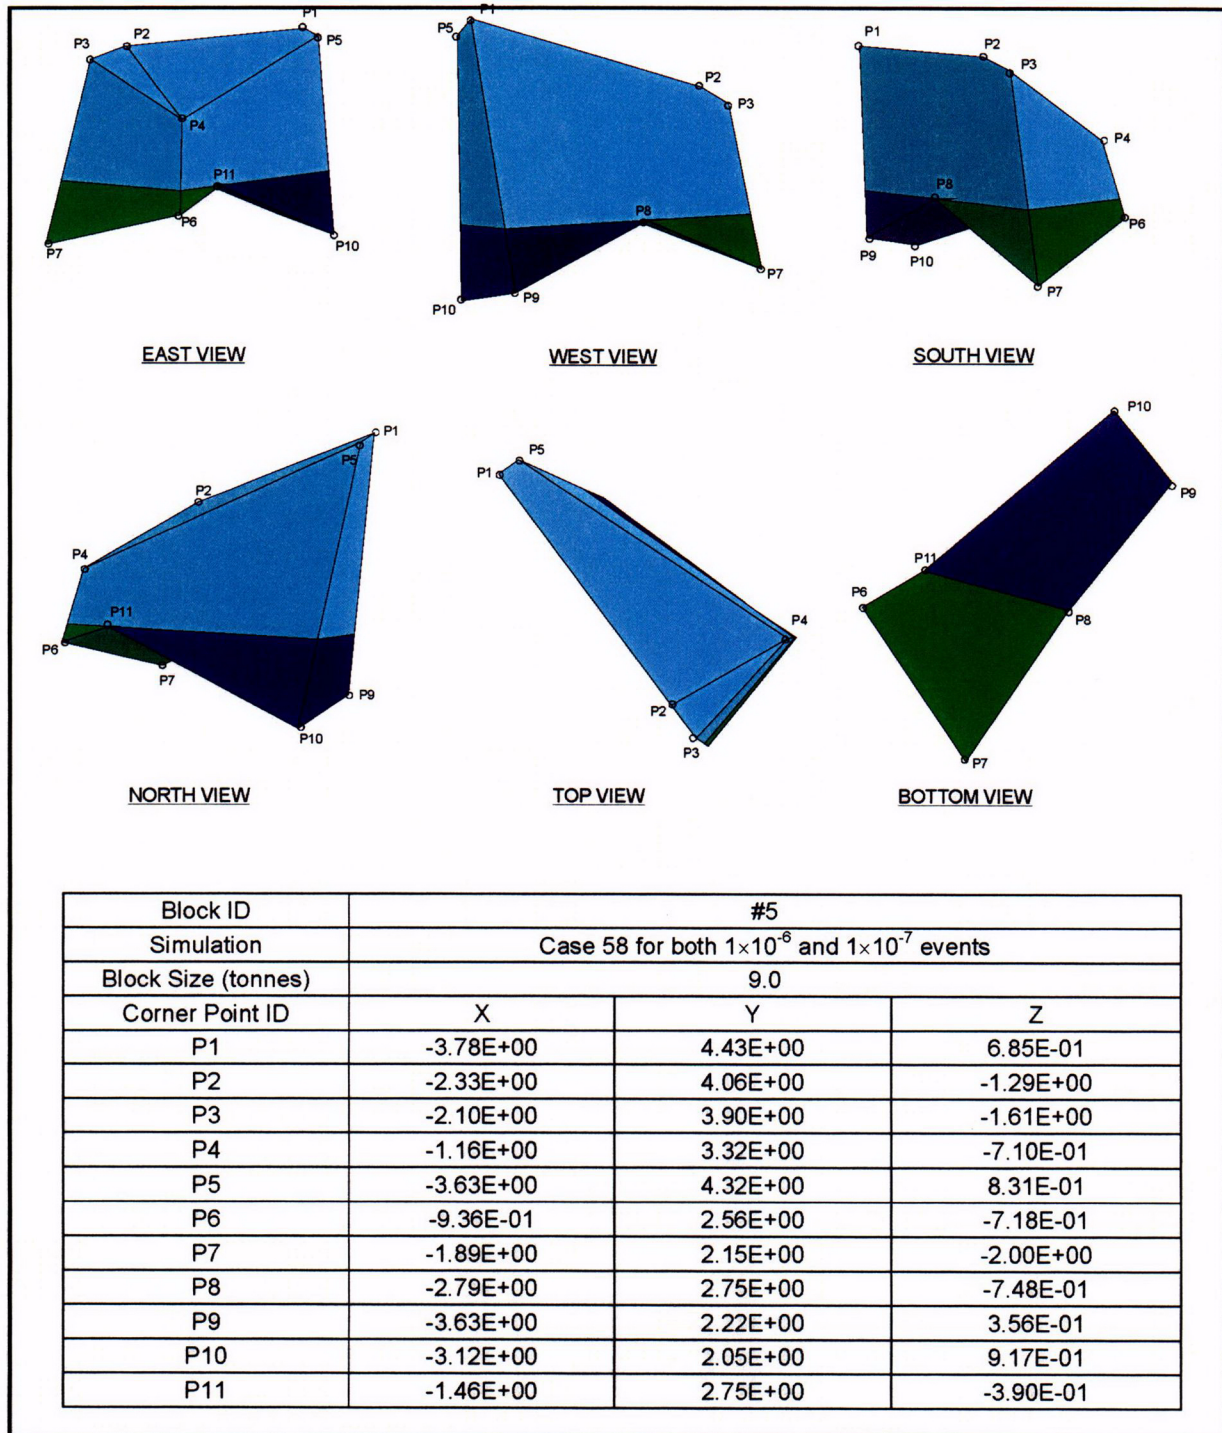 P1
P2
P3
P5
P4
P11
P6
P7
P10
EAST VIEW
P1
P5
P2
P3
P8
P7
P10
P9
WEST VIEW
P1
P2
P3
P4
P8
P6
P9
P10
P7
SOUTH VIEW
P1
P5
P2
P4
P11
P6
P7
P9
P10
NORTH VIEW
P5
P1
P4
P2
P3
TOP VIEW
P10
P9
P11
P6
P8
P7
BOTTOM VIEW
Block ID #5
Simulation Case 58 for both 1×10⁻⁶ and 1×10⁻⁷ events
Block Size (tonnes) 9.0
Corner Point ID X Y Z
P1 -3.78E+00 4.43E+00 6.85E-01
P2 -2.33E+00 4.06E+00 -1.29E+00
P3 -2.10E+00 3.90E+00 -1.61E+00
P4 -1.16E+00 3.32E+00 -7.10E-01
P5 -3.63E+00 4.32E+00 8.31E-01
P6 -9.36E-01 2.56E+00 -7.18E-01
P7 -1.89E+00 2.15E+00 -2.00E+00
P8 -2.79E+00 2.75E+00 -7.48E-01
P9 -3.63E+00 2.22E+00 3.56E-01
P10 -3.12E+00 2.05E+00 9.17E-01
P11 -1.46E+00 2.75E+00 -3.90E-01